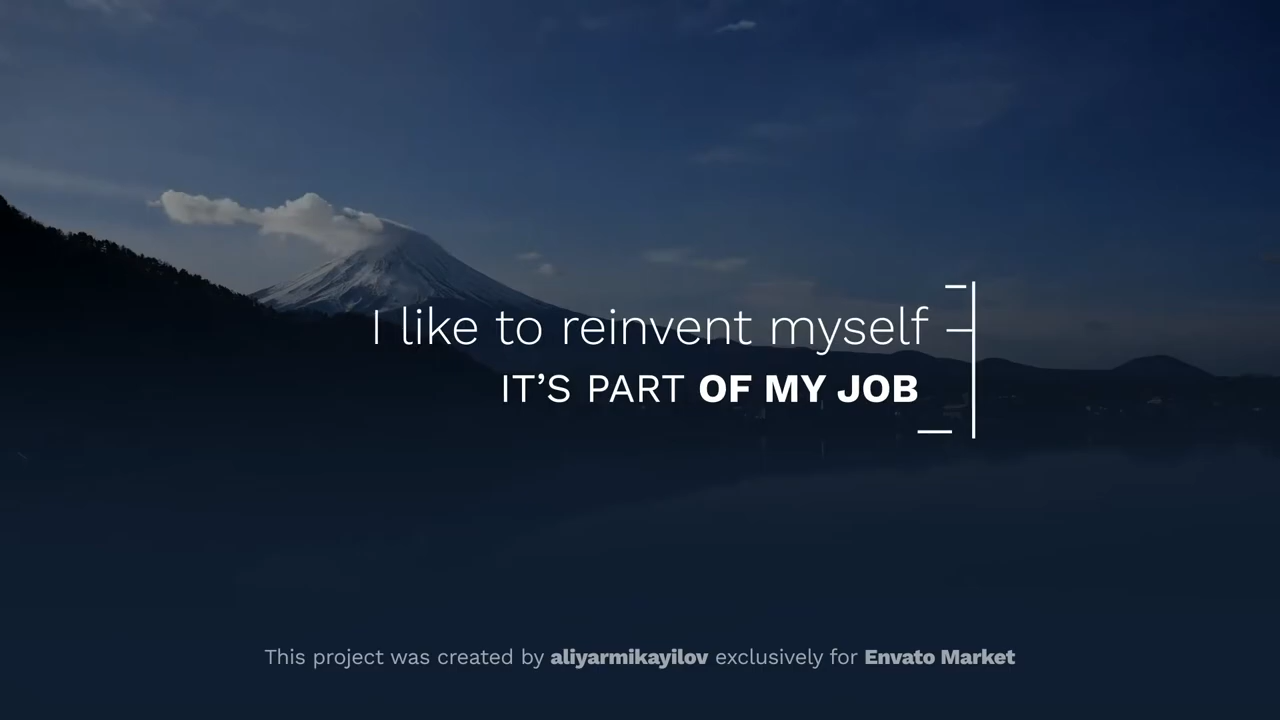 I like to reinvent myself
IT’S PART OF MY JOB
This project was created by aliyarmikayilov exclusively for Envato Market